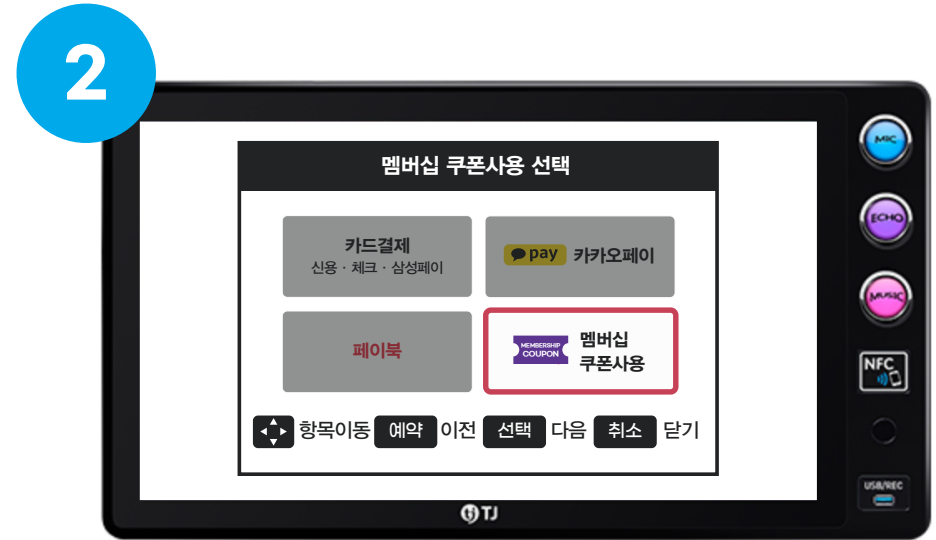 2
멤버십 쿠폰사용 선택
카드결제
신용 · 체크 · 삼성페이
pay 카카오페이
페이북
MEMBERSHIP
COUPON
멤버십
쿠폰사용
항목이동 예약 이전 선택 다음 취소 닫기
MIC
ECHO
MUSIC
NFC
USB/REC
TJ